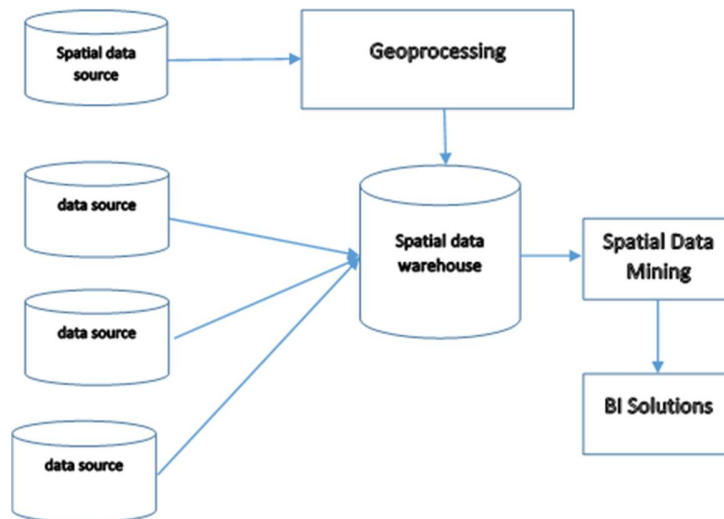 Spatial data
source
Geoprocessing
data source
data source
data source
Spatial data
warehouse
Spatial Data
Mining
BI Solutions